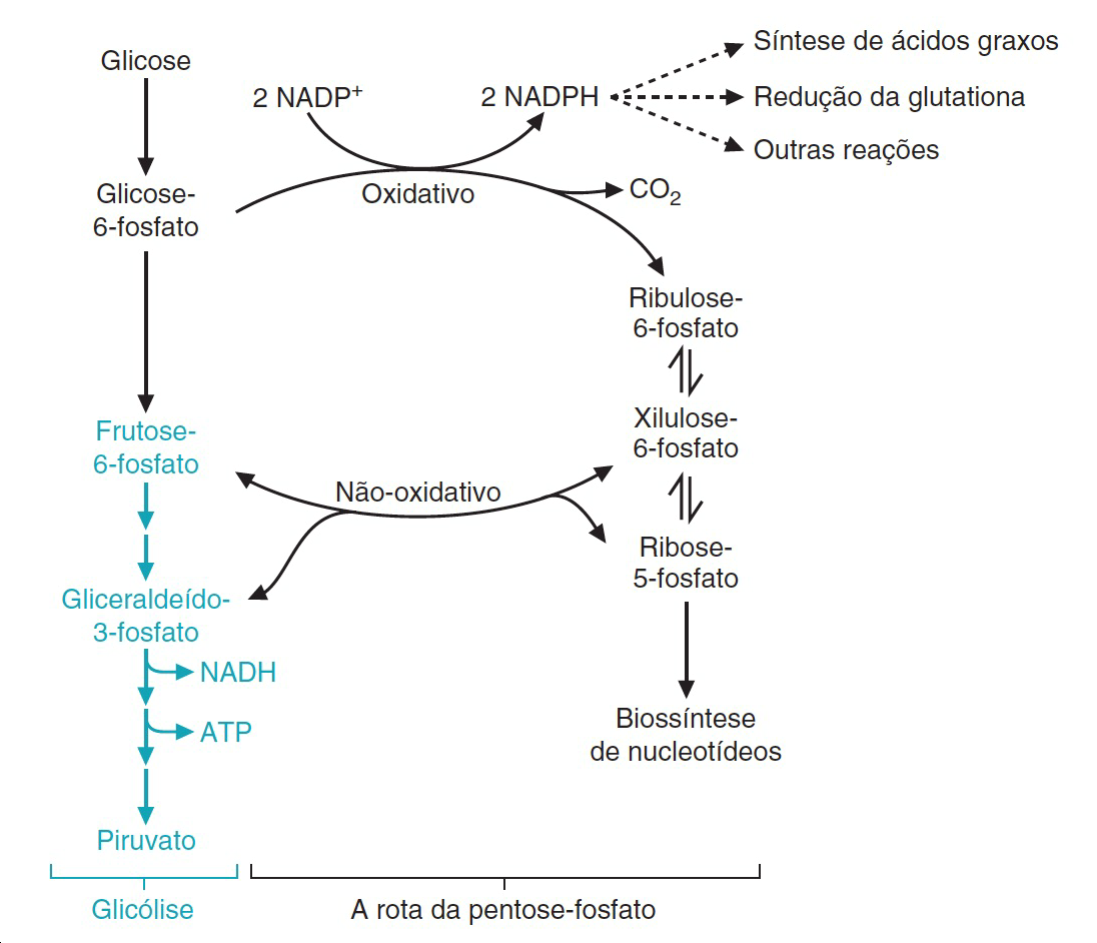 Glicose
2 NADP+
2 NADPH
Síntese de ácidos graxos
Redução da glutationa
Outras reações
Glicose-
6-fosfato
Oxidativo
CO2
Ribulose-
6-fosfato
Xilulose-
6-fosfato
Frutose-
6-fosfato
Não-oxidativo
Ribose-
5-fosfato
Gliceraldeído-
3-fosfato
NADH
ATP
Biossíntese
de nucleotídeos
Piruvato
Glicólise
A rota da pentose-fosfato